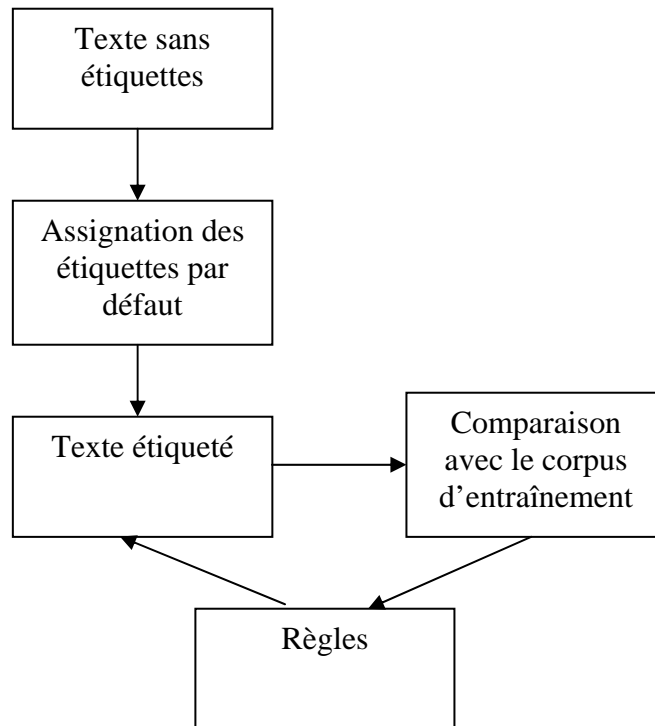 Texte sans
étiquettes
Assignation des
étiquettes par
défaut
Texte étiqueté
Comparaison
avec le corpus
d’entraînement
Règles